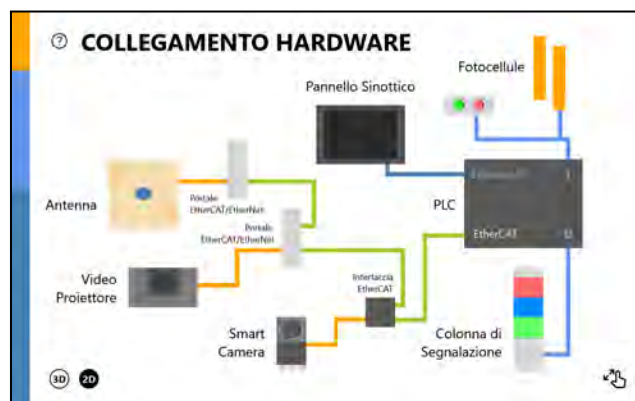 ? COLLEGAMENTO HARDWARE
Fotocellule
Pannello Sinottico
Antenna
Portale
EtherCAT/EtherNet
Portale
EtherCAT/EtherNet
PLC
EtherCAT
Video
Proiettore
Interfaccia
EtherCAT
Smart
Camera
Colonna di
Segnalazione
3D 2D